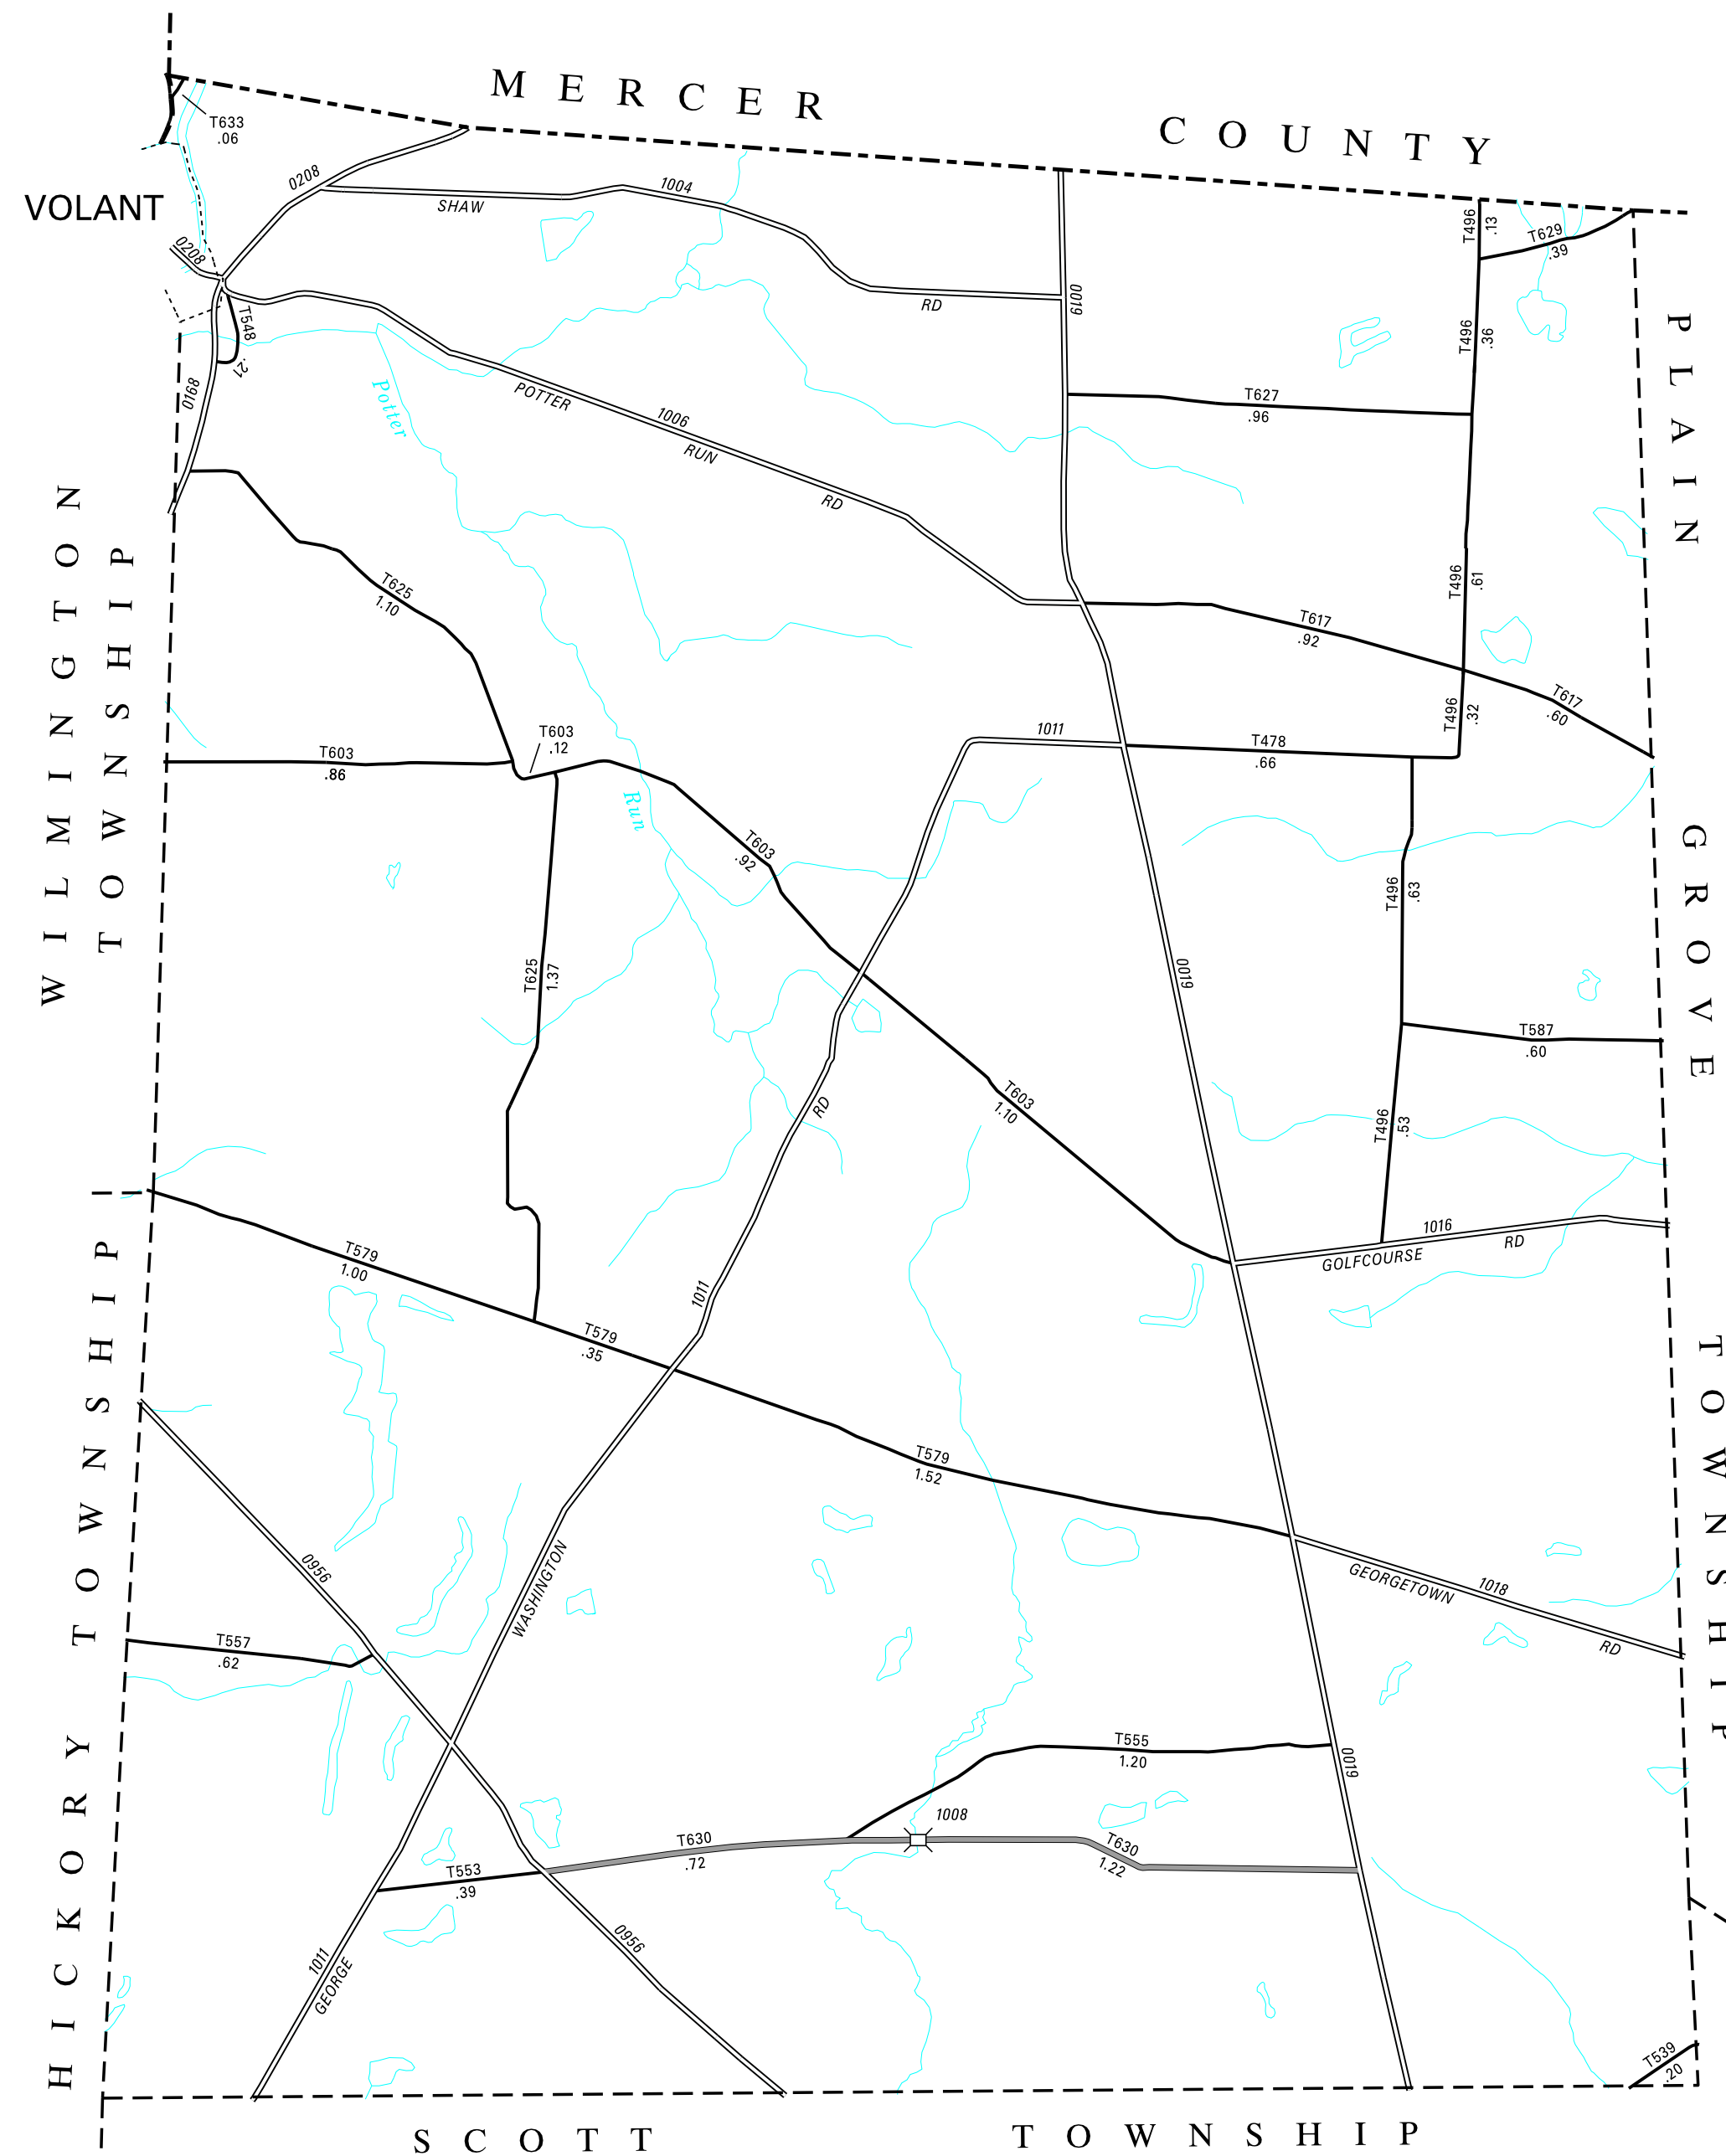 MERCER
COUNTY
T633
.06
VOLANT
0208
0208
1004
SHAW
RD
0019
T496
.13
T629
.39
T548
.21
0168
T496
.36
PLAIN
POTTER
1006
RUN
RD
Potter
T627
.96
WILMINGTON
TOWNSHIP
T625
1.10
T496
.61
T617
.92
T617
.60
T496
.32
T603
.86
T603
.12
1011
T478
.66
Run
T603
.92
T496
.63
GROVE
T625
1.37
0019
T587
.60
RD
T603
1.10
T496
.53
1016
GOLFCOURSE
RD
T579
1.00
1011
T579
.35
TOWNSHIP
T579
1.52
HICKORY TOWNSHIP
0956
WASHINGTON
GEORGETOWN
1018
RD
T557
.62
T555
1.20
0019
1008
T630
.72
T630
1.22
T553
.39
0956
1011
GEORGE
T539
.20
SCOTT
TOWNSHIP